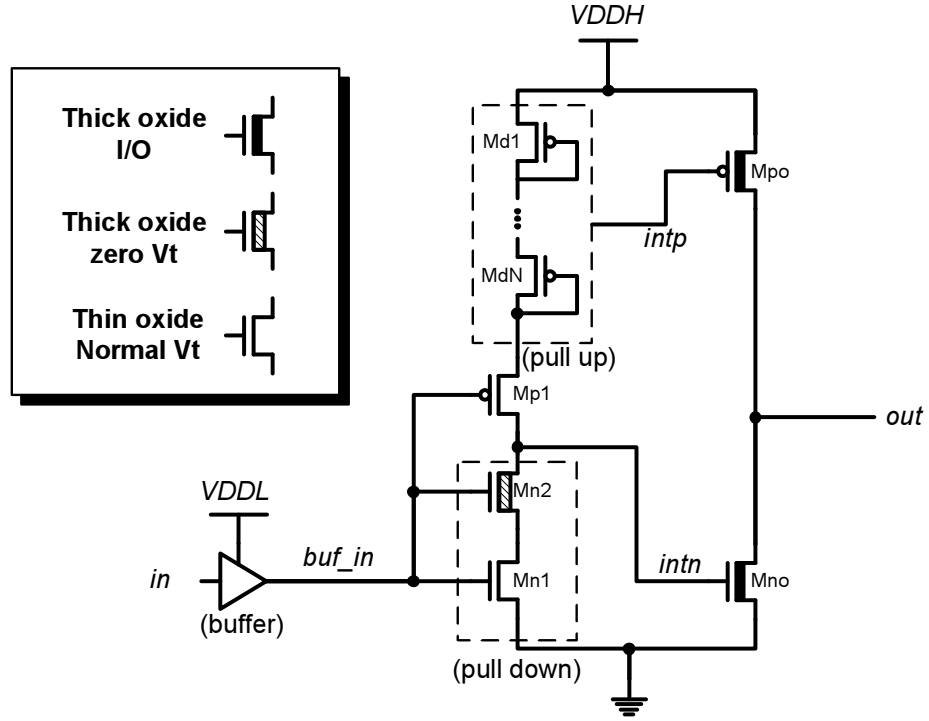 VDDH
Thick oxide
I/O
Thick oxide
zero Vt
Thin oxide
Normal Vt
Md1
MdN
(pull up)
intp
Mpo
Mp1
out
Mn2
VDDL
in
buf_in
(buffer)
Mn1
intn
Mno
(pull down)